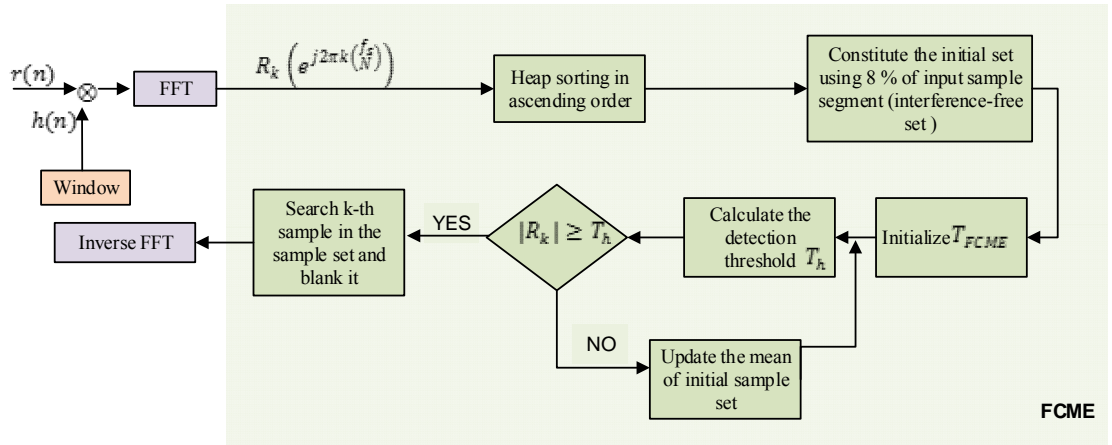 r(n)
h(n)
Window
FFT
R_k (e^{j2πk(f_s/N)})
Heap sorting in
ascending order
Constitute the initial set
using 8 % of input sample
segment (interference-free
set )
Initialize T_{FCME}
Calculate the
detection
threshold T_h
|R_k| ≥ T_h
YES
NO
Search k-th
sample in the
sample set and
blank it
Inverse FFT
Update the mean
of initial sample
set
FCME